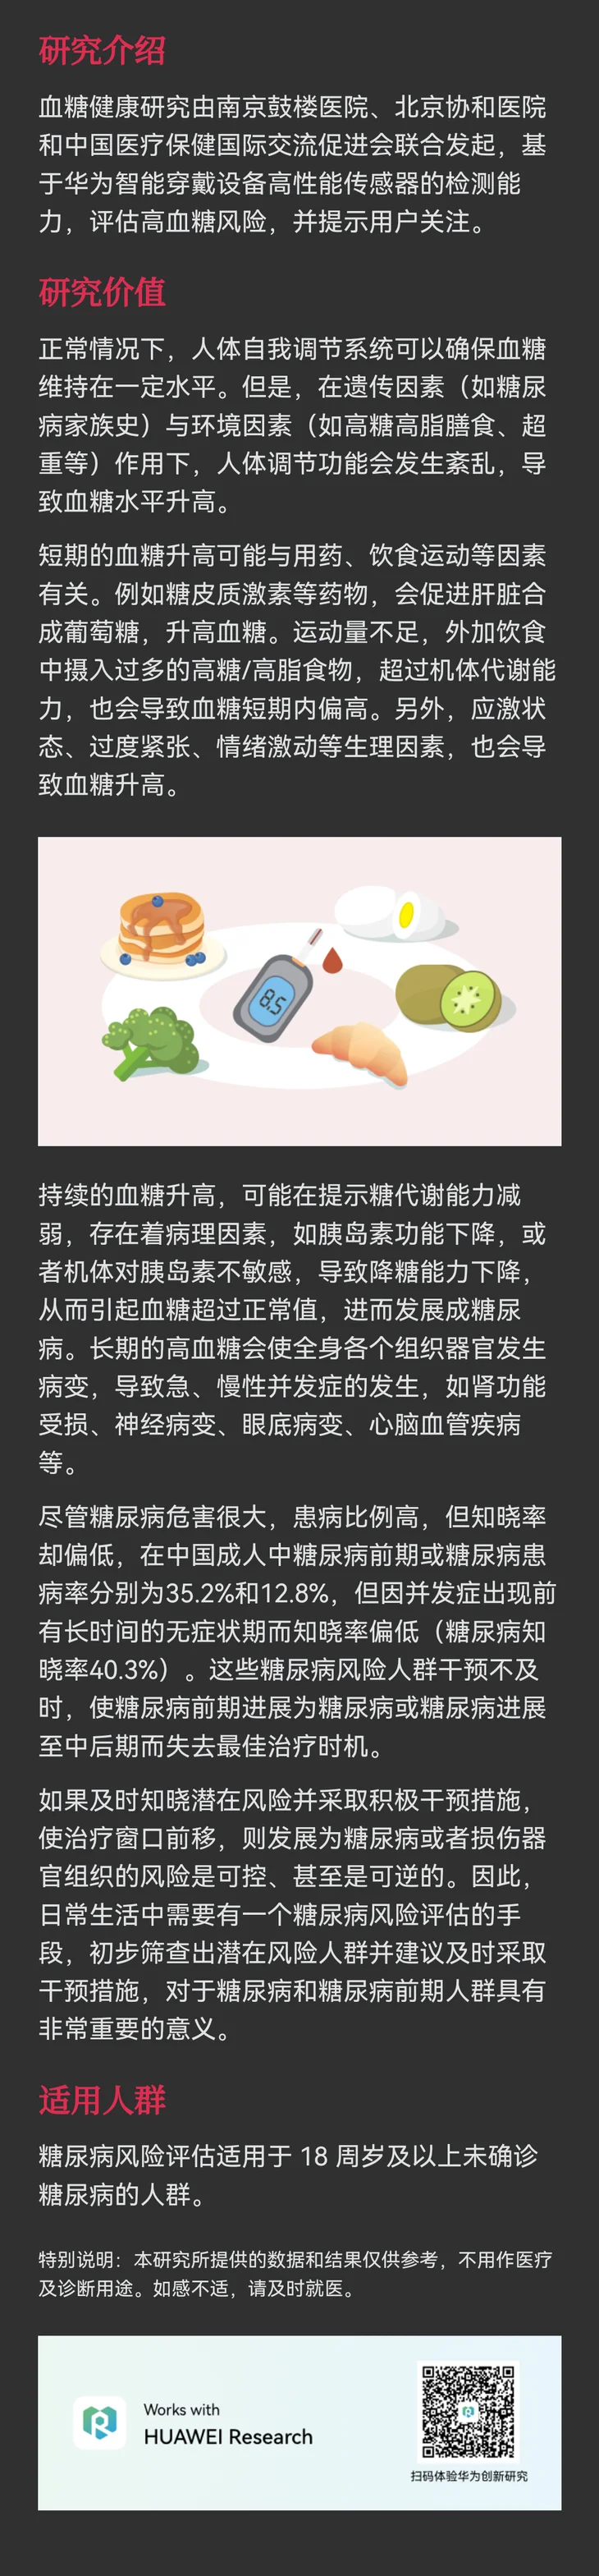 研究介绍
血糖健康研究由南京鼓楼医院、北京协和医院
和中国医疗保健国际交流促进会联合发起，基
于华为智能穿戴设备高性能传感器的检测能
力，评估高血糖风险，并提示用户关注。
研究价值
正常情况下，人体自我调节系统可以确保血糖
维持在一定水平。但是，在遗传因素（如糖尿
病家族史）与环境因素（如高糖高脂膳食、超
重等）作用下，人体调节功能会发生紊乱，导
致血糖水平升高。
短期的血糖升高可能与用药、饮食运动等因素
有关。例如糖皮质激素等药物，会促进肝脏合
成葡萄糖，升高血糖。运动量不足，外加饮食
中摄入过多的高糖/高脂食物，超过机体代谢能
力，也会导致血糖短期内偏高。另外，应激状
态、过度紧张、情绪激动等生理因素，也会导
致血糖升高。
8.5
持续的血糖升高，可能在提示糖代谢能力减
弱，存在着病理因素，如胰岛素功能下降，或
者机体对胰岛素不敏感，导致降糖能力下降，
从而引起血糖超过正常值，进而发展成糖尿
病。长期的高血糖会使全身各个组织器官发生
病变，导致急、慢性并发症的发生，如肾功能
受损、神经病变、眼底病变、心脑血管疾病
等。
尽管糖尿病危害很大，患病比例高，但知晓率
却偏低，在中国成人中糖尿病前期或糖尿病患
病率分别为35.2%和12.8%，但因并发症出现前
有长时间的无症状期而知晓率偏低（糖尿病知
晓率40.3%）。这些糖尿病风险人群干预不及
时，使糖尿病前期进展为糖尿病或糖尿病进展
至中后期而失去最佳治疗时机。
如果及时知晓潜在风险并采取积极干预措施，
使治疗窗口前移，则发展为糖尿病或者损伤器
官组织的风险是可控、甚至是可逆的。因此，
日常生活中需要有一个糖尿病风险评估的手
段，初步筛查出潜在风险人群并建议及时采取
干预措施，对于糖尿病和糖尿病前期人群具有
非常重要的意义。
适用人群
糖尿病风险评估适用于 18 周岁及以上未确诊
糖尿病的人群。
特别说明：本研究所提供的数据和结果仅供参考，不用作医疗
及诊断用途。如感不适，请及时就医。
Works with
HUAWEI Research
扫码体验华为创新研究